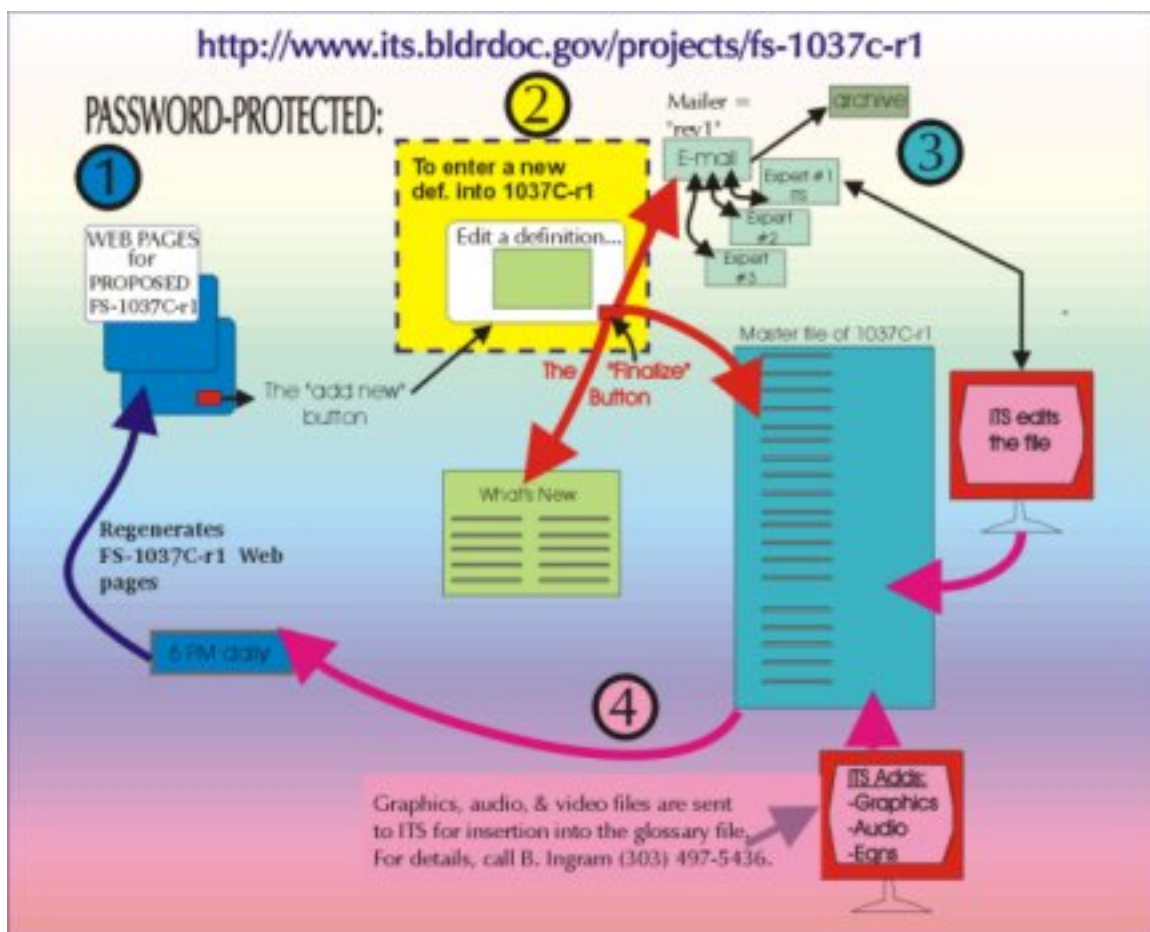 http://www.its.bldrdoc.gov/projects/fs-1037c-r1
PASSWORD-PROTECTED:
1
WEB PAGES
for
PROPOSED
FS-1037C-r1
The "add new"
button
2
To enter a new
def. into 1037C-r1
Edit a definition...
The "Finalize"
Button
What's New
Mailer =
"rev1"
E-mail
archive
Expert #1
ITS
Expert
#2
Expert
#3
3
Master file of 1037C-r1
ITS edits
the file
Regenerates
FS-1037C-r1 Web
pages
6 PM daily
4
Graphics, audio, & video files are sent
to ITS for insertion into the glossary file.
For details, call B. Ingram (303) 497-5436.
ITS Adds:
-Graphics
-Audio
-Eqns